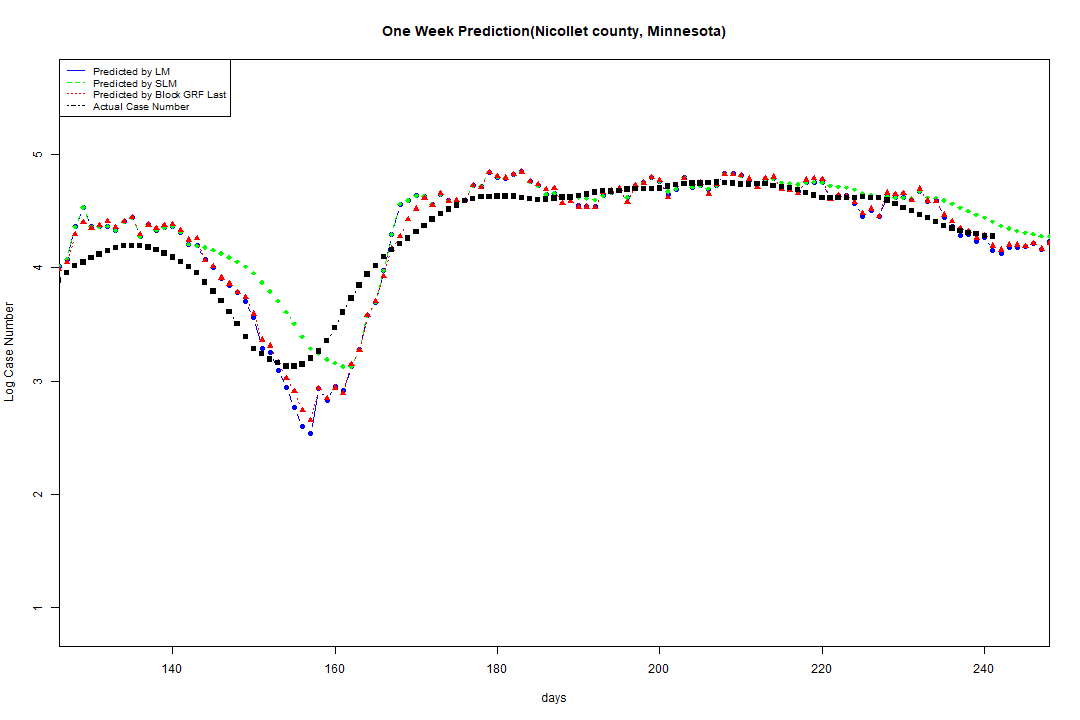 One Week Prediction(Nicollet county, Minnesota)
Predicted by LM
Predicted by SLM
Predicted by Block GRF Last
Actual Case Number
5
4
3
2
1
Log Case Number
140 160 180 200 220 240
days